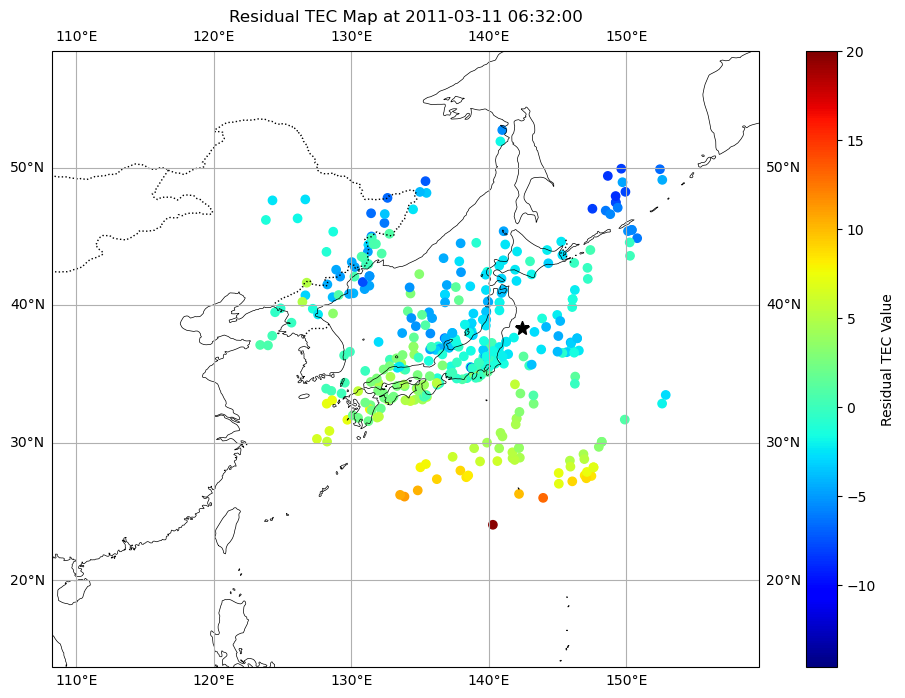 Residual TEC Map at 2011-03-11 06:32:00
110°E 120°E 130°E 140°E 150°E
50°N 50°N
40°N 40°N
30°N 30°N
20°N 20°N
110°E 120°E 130°E 140°E 150°E
20
15
10
5
0
−5
−10
Residual TEC Value